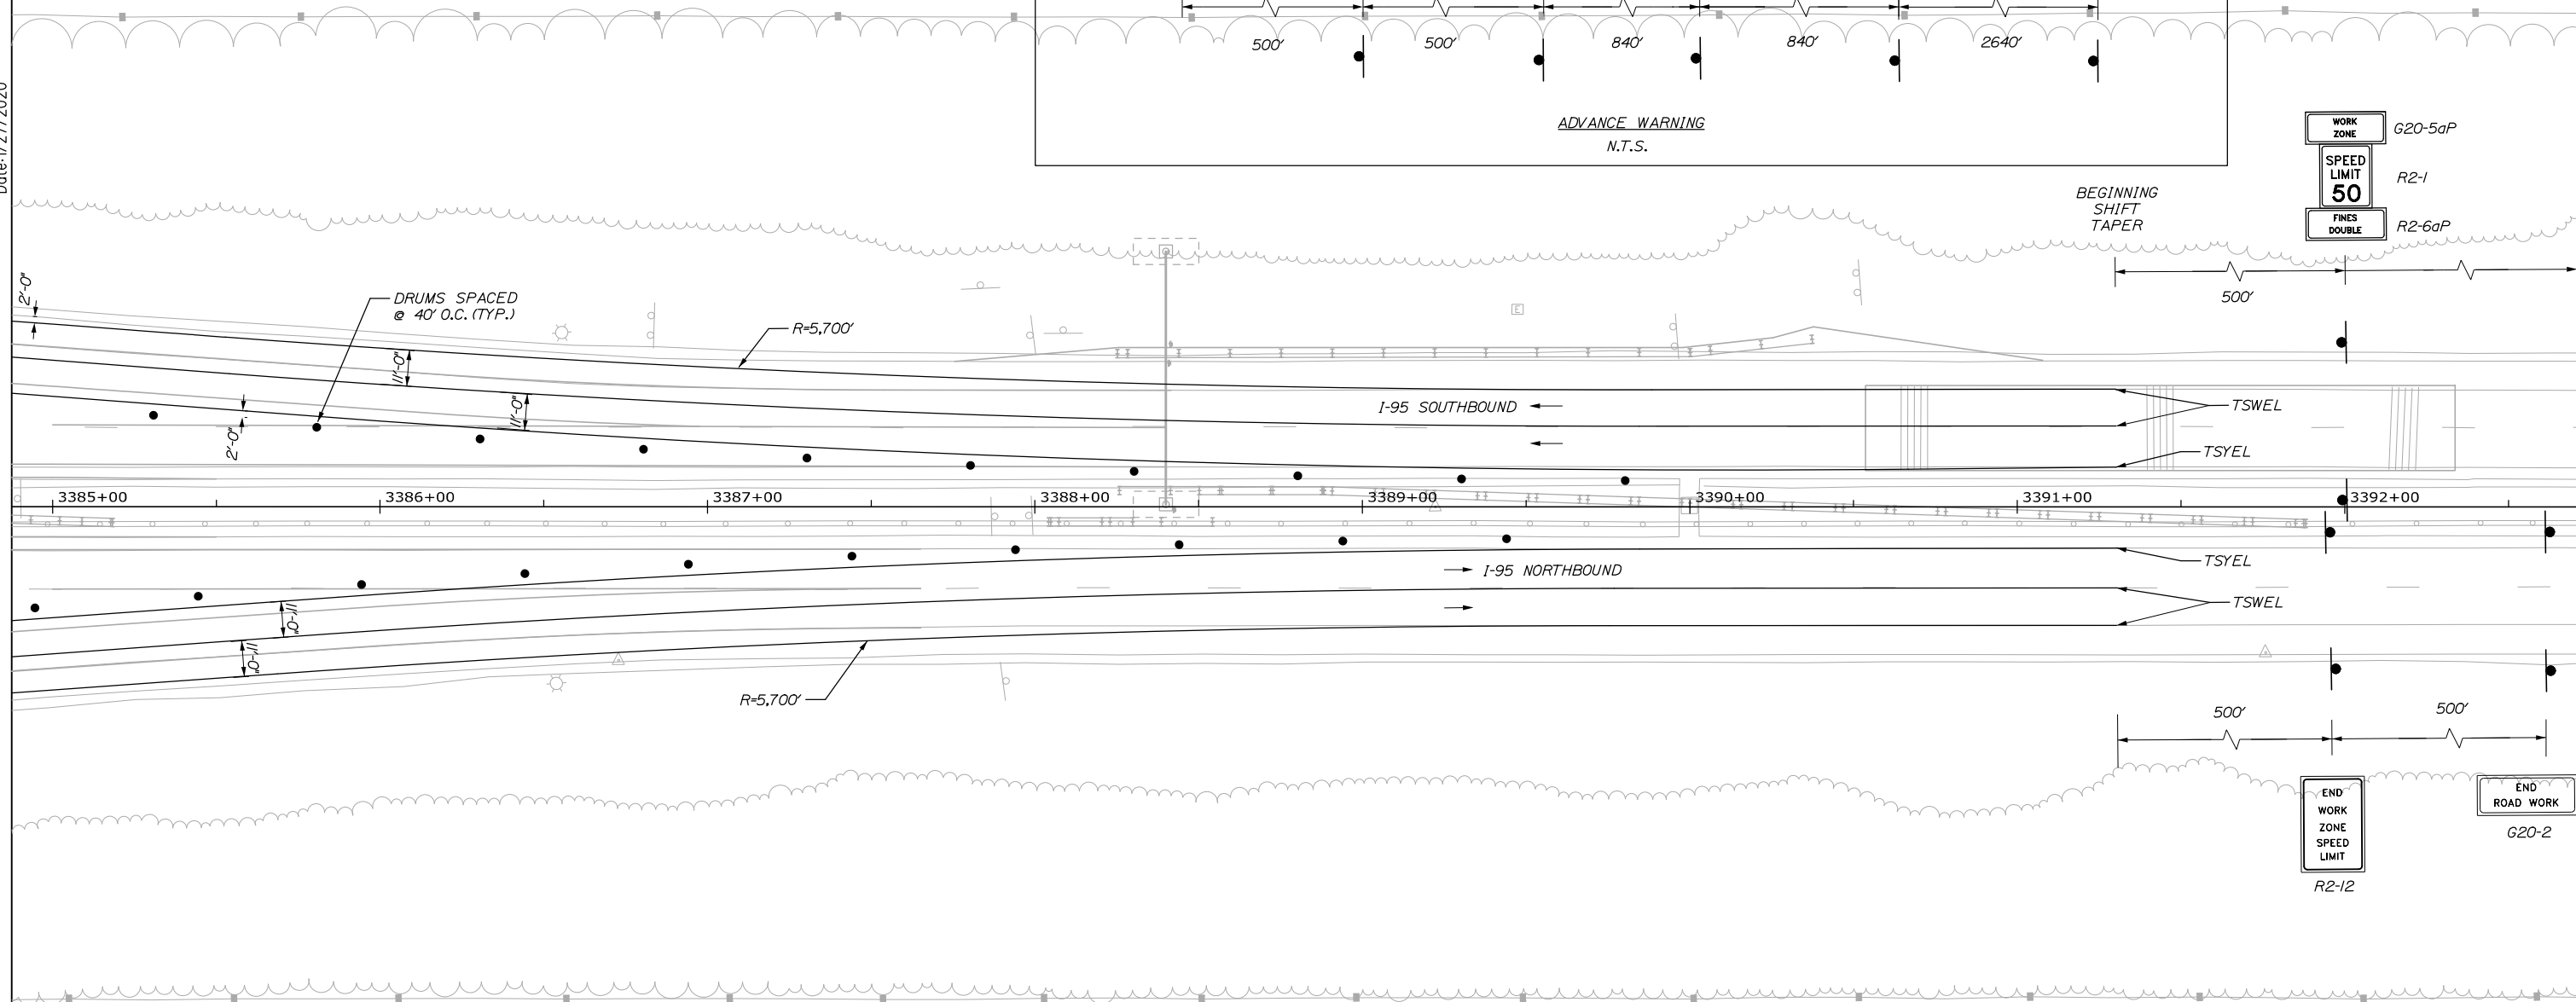 Date:1/27/2020
500'
500'
840'
840'
2640'
ADVANCE WARNING
N.T.S.
WORK
ZONE
G20-5aP
SPEED
LIMIT
50
R2-1
FINES
DOUBLE
R2-6aP
BEGINNING
SHIFT
TAPER
500'
2'-0"
DRUMS SPACED
@ 40' O.C. (TYP.)
R=5,700'
11'-0"
11'-0"
2'-0"
I-95 SOUTHBOUND
TSWEL
TSYEL
3385+00
3386+00
3387+00
3388+00
3389+00
3390+00
3391+00
3392+00
E
I-95 NORTHBOUND
TSYEL
TSWEL
11'-0"
11'-0"
R=5,700'
500'
500'
END
WORK
ZONE
SPEED
LIMIT
R2-12
END
ROAD WORK
G20-2